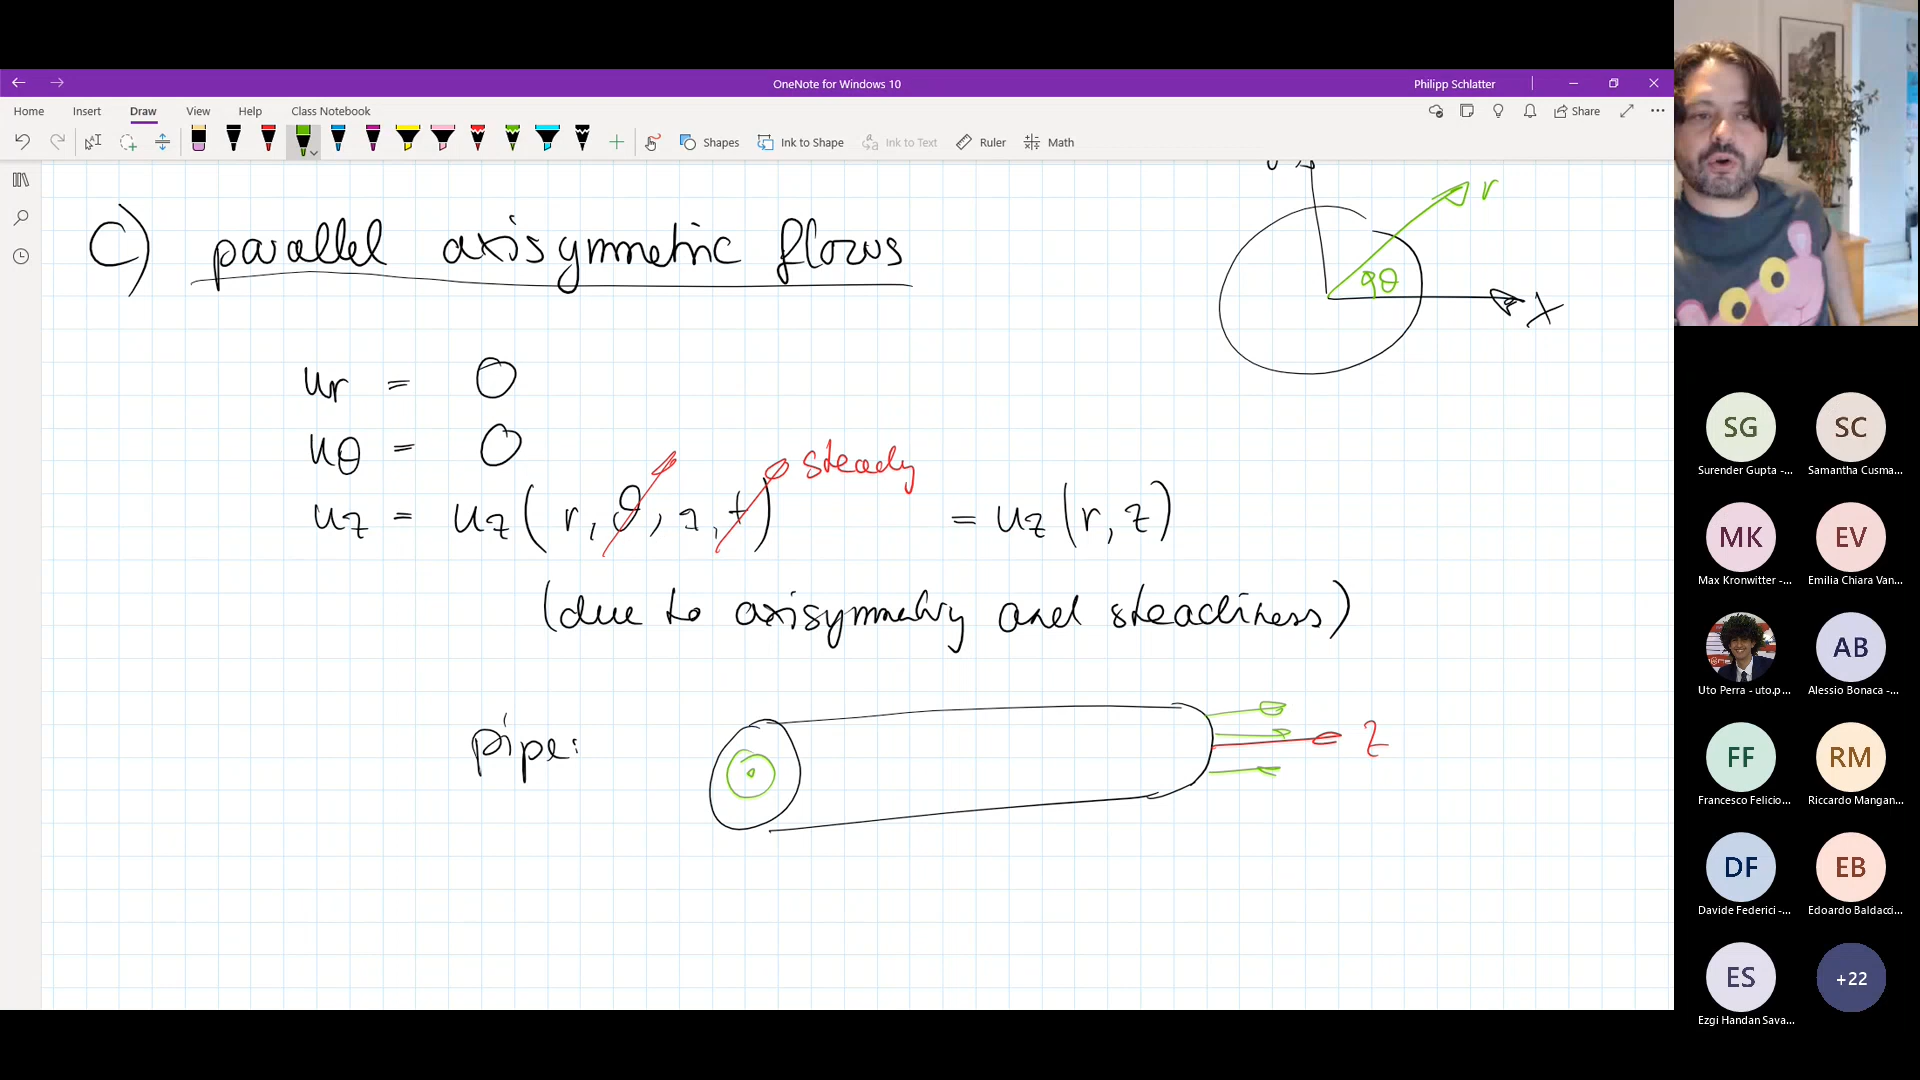 OneNote for Windows 10
Philipp Schlatter
Home Insert Draw View Help Class Notebook
Share
Shapes Ink to Shape Ink to Text Ruler Math
C) parallel axisymmetric flows
r
θ
x
ur = 0
uθ = 0
steady
uz = uz(r, θ, z, t) = uz(r, z)
(due to axisymmetry and steadiness)
pipe:
z
SG SC
Surender Gupta -... Samantha Cusma...
MK EV
Max Kronwitter -... Emilia Chiara Van...
AB
Uto Perra - uto.p... Alessio Bonaca -...
FF RM
Francesco Felicio... Riccardo Mangan...
DF EB
Davide Federici -... Edoardo Baldacci...
ES +22
Ezgi Handan Sava...